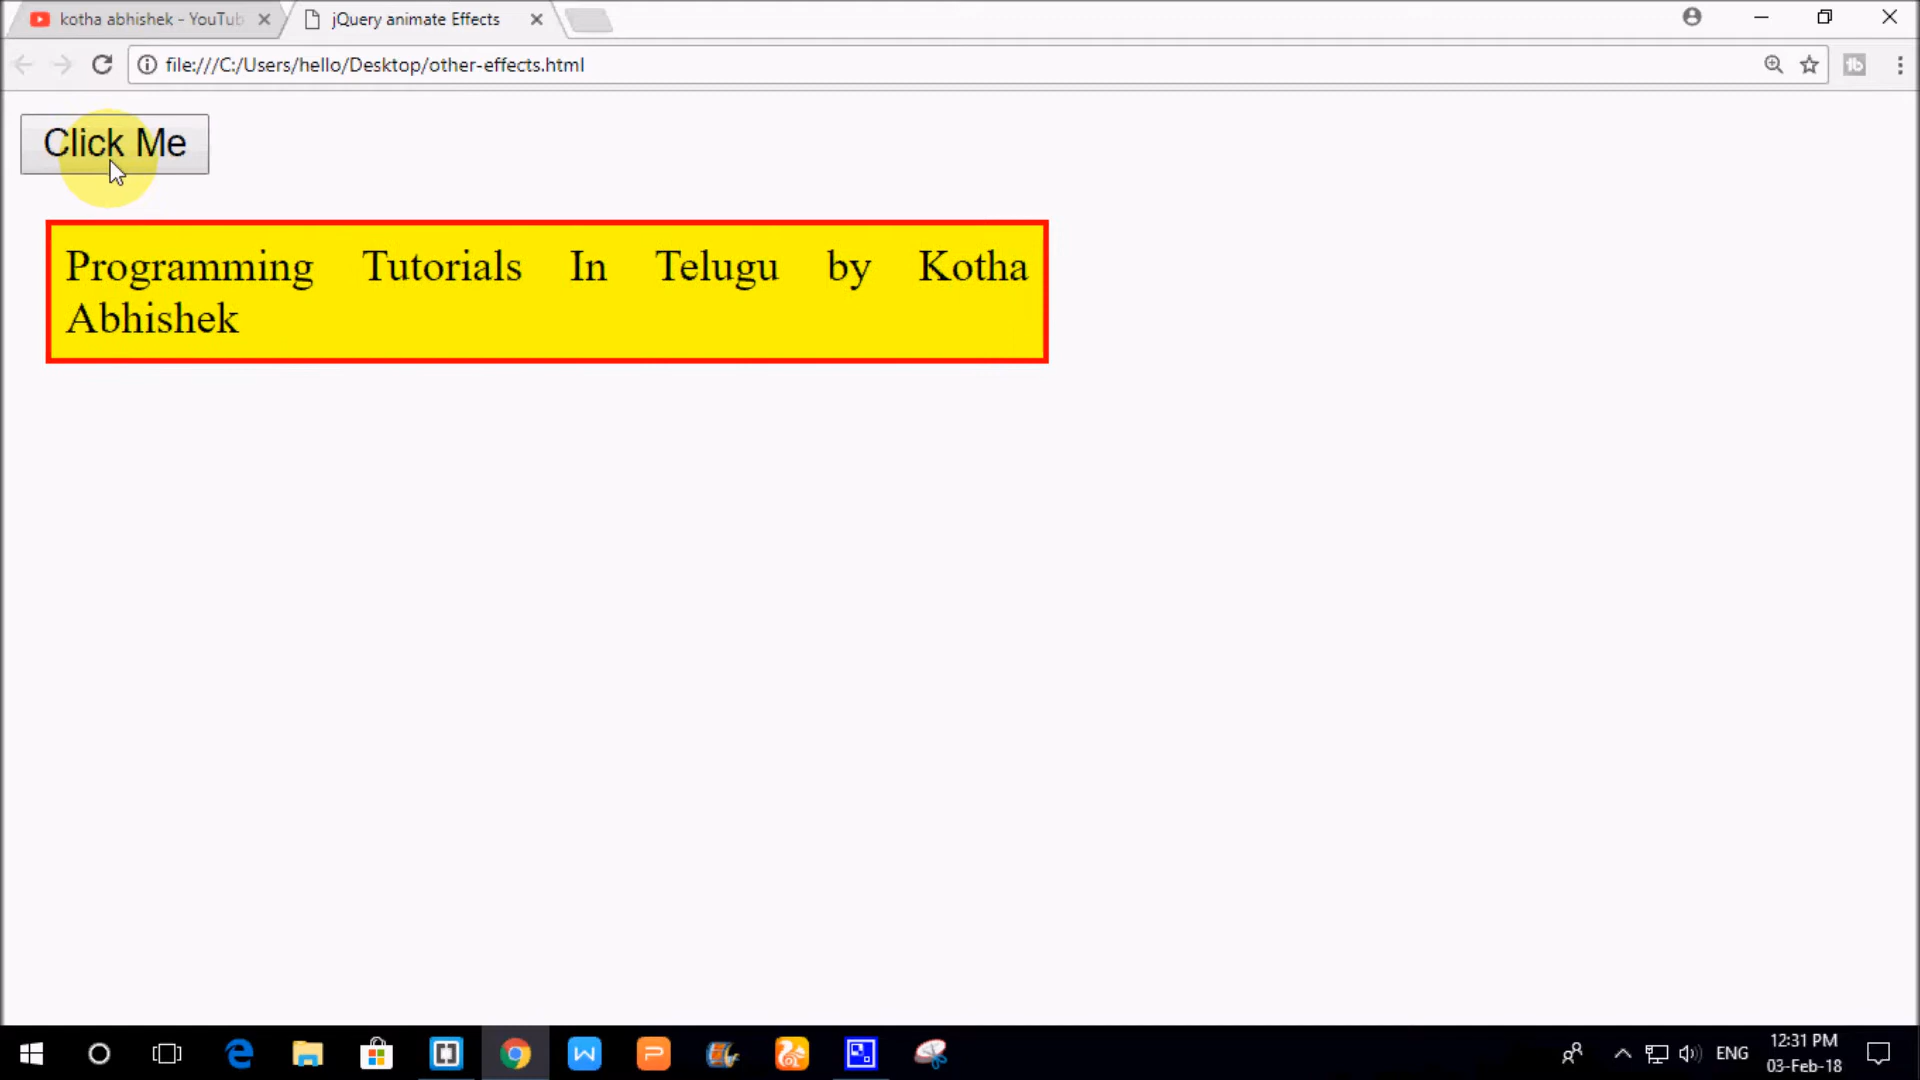 kotha abhishek - YouTub
jQuery animate Effects
file:///C:/Users/hello/Desktop/other-effects.html
Click Me
Programming Tutorials In Telugu by Kotha
Abhishek
ENG
12:31 PM
03-Feb-18